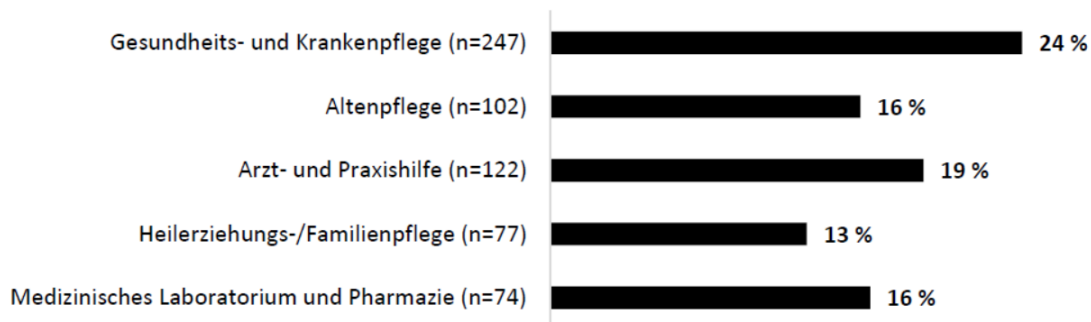 Gesundheits- und Krankenpflege (n=247) 24 %
Altenpflege (n=102) 16 %
Arzt- und Praxishilfe (n=122) 19 %
Heilerziehungs-/Familienpflege (n=77) 13 %
Medizinisches Laboratorium und Pharmazie (n=74) 16 %